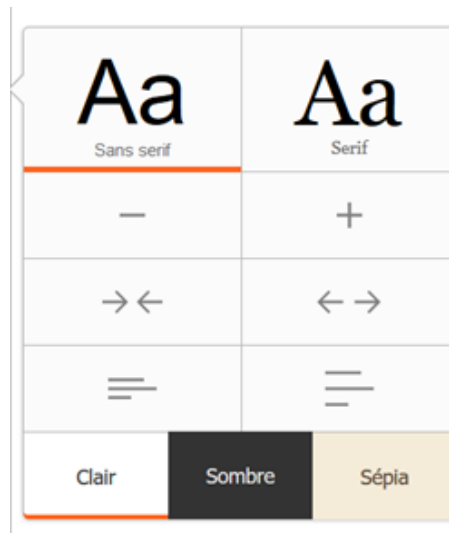 Aa Aa
Sans serif Serif
− +
→ ← ← →
Clair Sombre Sépia